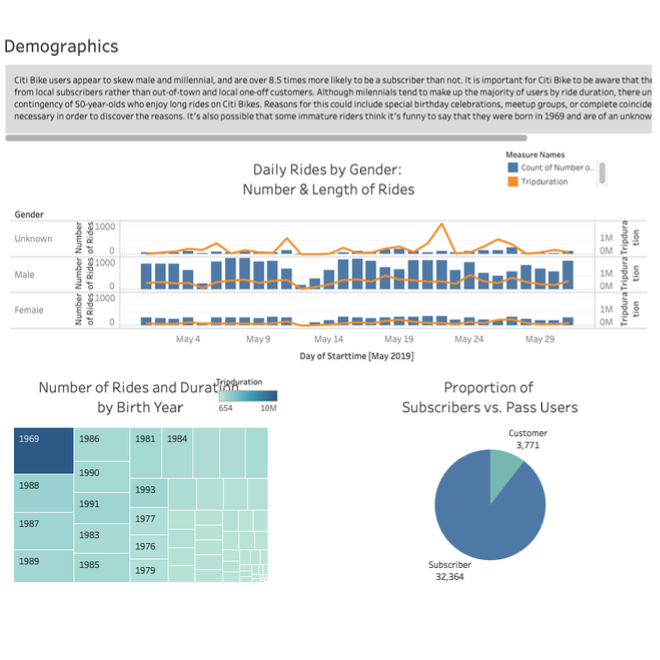 Demographics
Citi Bike users appear to skew male and millennial, and are over 8.5 times more likely to be a subscriber than not. It is important for Citi Bike to be aware that the
from local subscribers rather than out-of-town and local one-off customers. Although millennials tend to make up the majority of users by ride duration, there un
contingency of 50-year-olds who enjoy long rides on Citi Bikes. Reasons for this could include special birthday celebrations, meetup groups, or complete coincide
necessary in order to discover the reasons. It's also possible that some immature riders think it's funny to say that they were born in 1969 and are of an unknow
Daily Rides by Gender:
Number & Length of Rides
Measure Names
Count of Number o..
Tripduration
Gender
Unknown
Number
of Rides
1000
0
1M
0M
Tripdura
tion
Male
Number
of Rides
1000
0
1M
0M
Tripdura
tion
Female
Number
of Rides
1000
0
1M
0M
Tripdura
tion
May 4
May 9
May 14
May 19
May 24
May 29
Day of Starttime [May 2019]
Number of Rides and Duration
by Birth Year
Tripduration
654
10M
1969
1988
1987
1989
1986
1990
1991
1983
1985
1981
1984
1993
1977
1976
1979
Proportion of
Subscribers vs. Pass Users
Customer
3,771
Subscriber
32,364